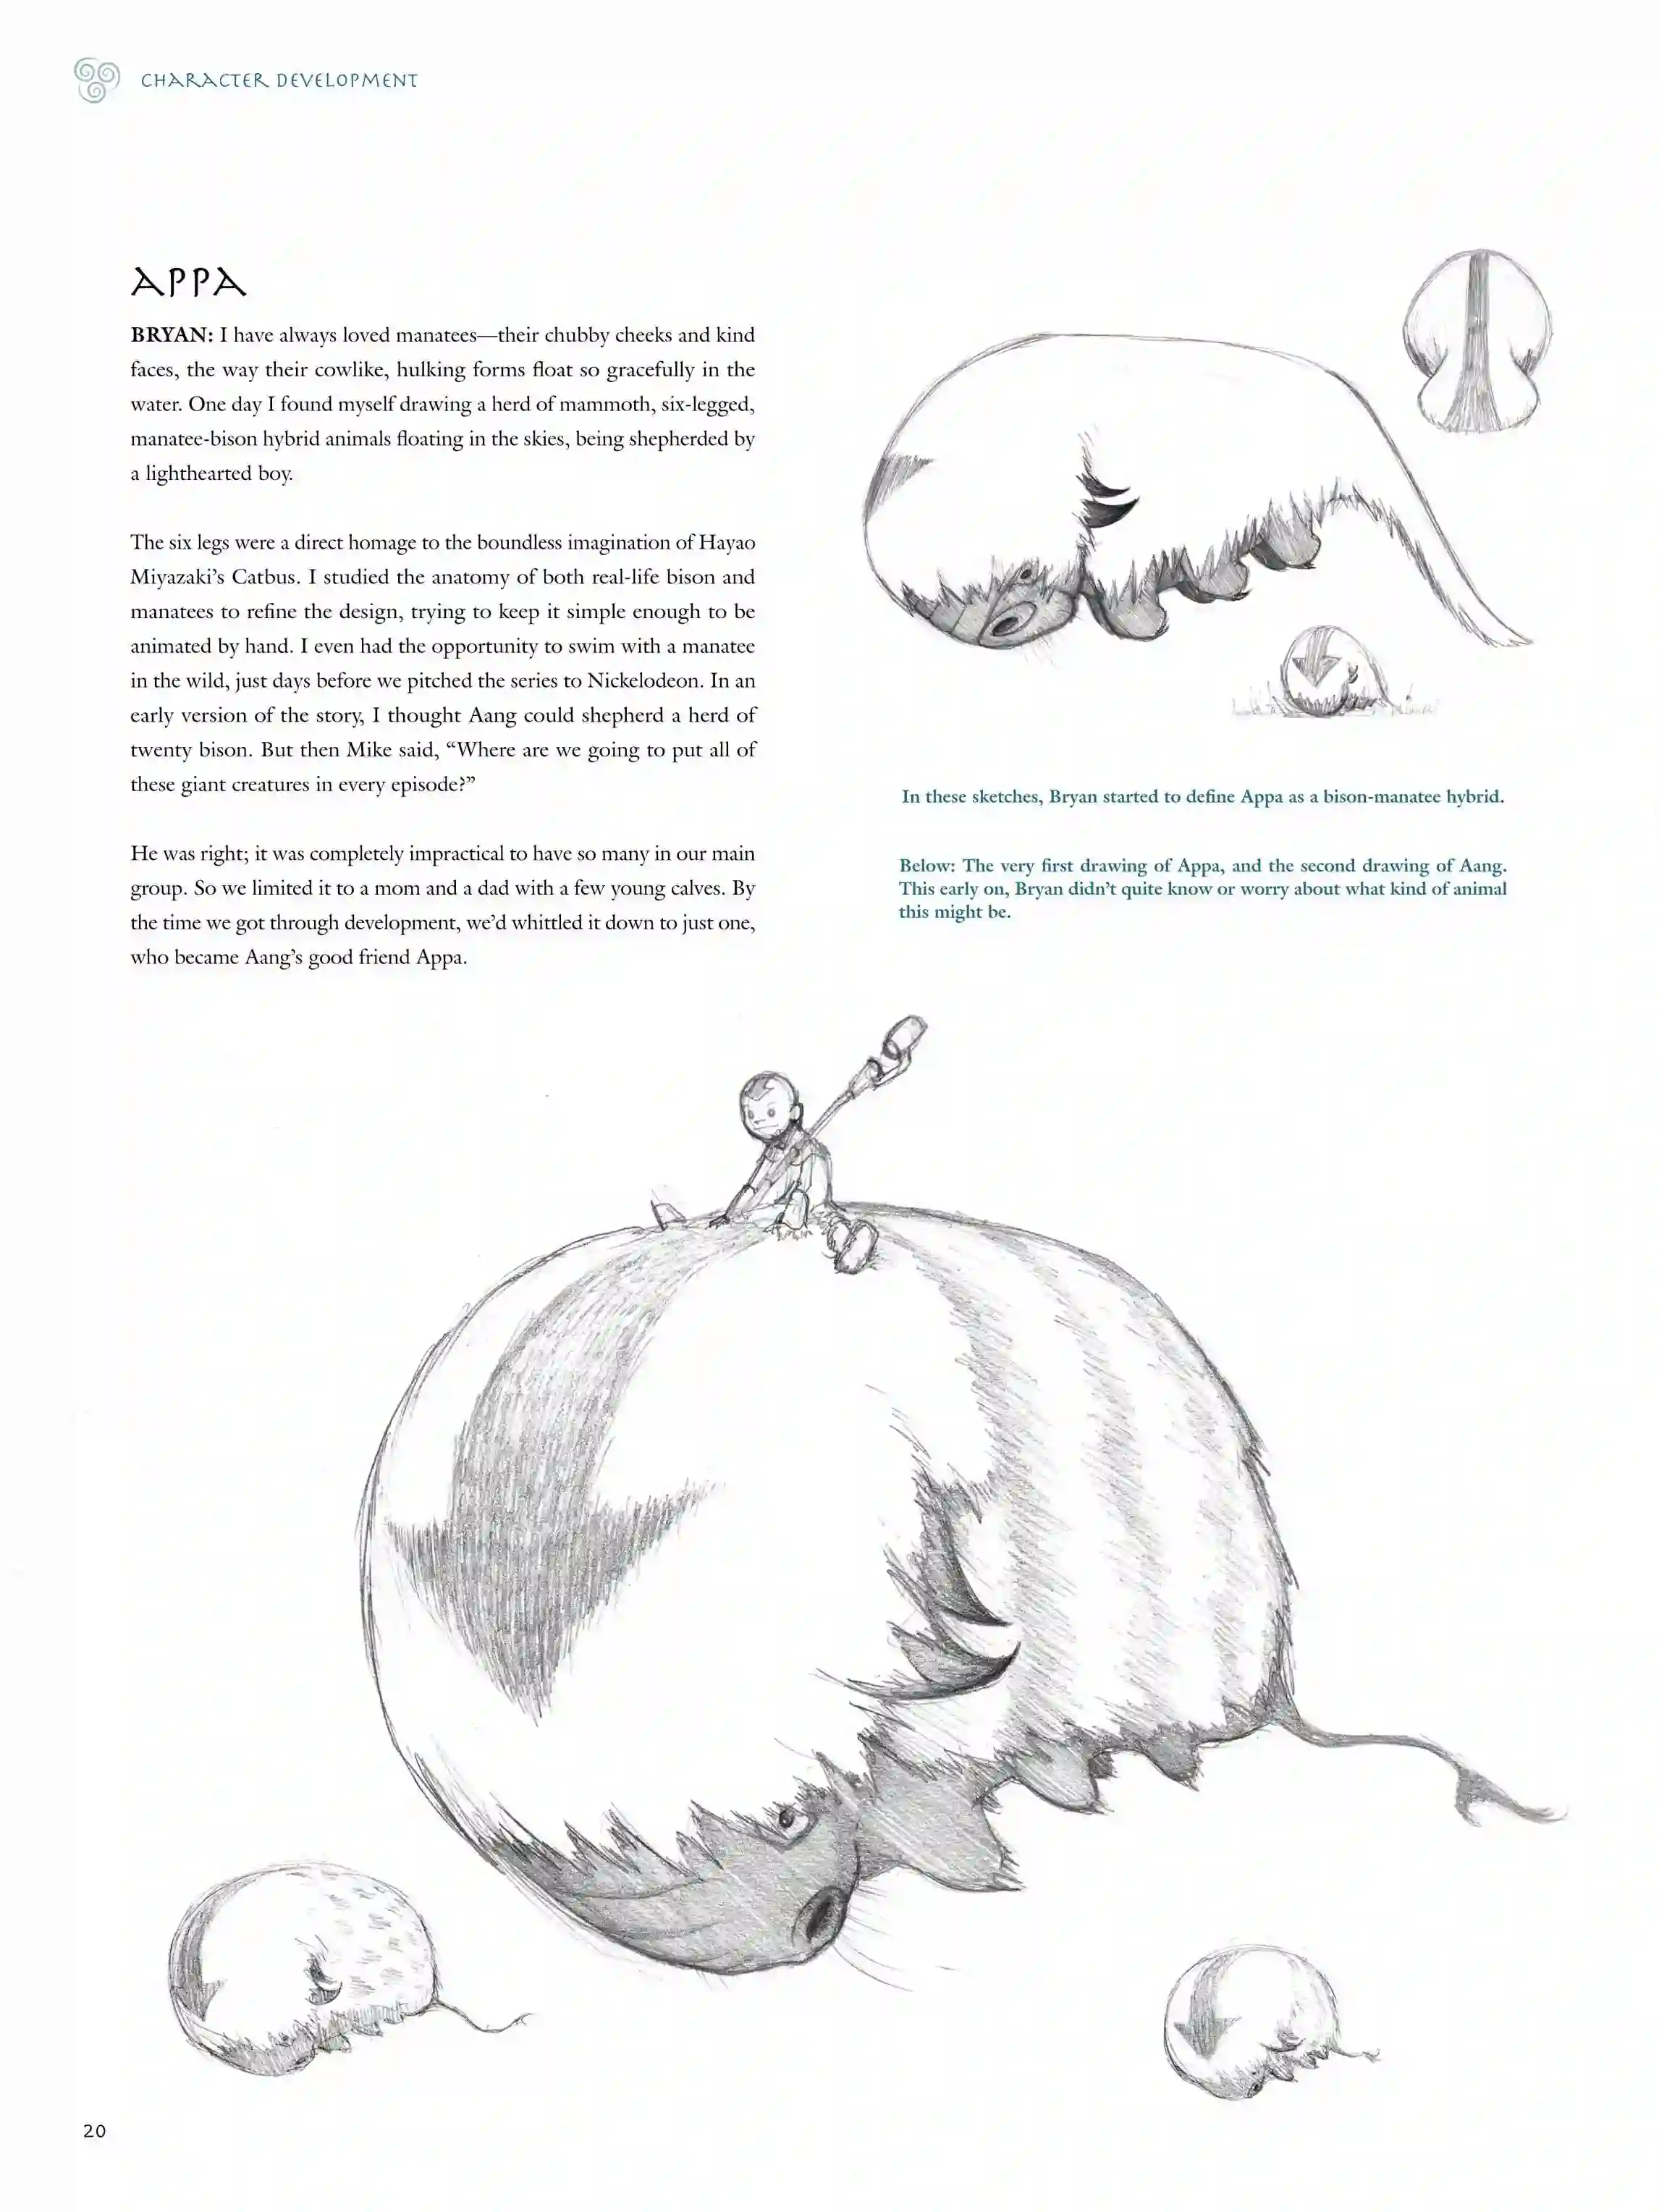 CHARACTER DEVELOPMENT
APPA
BRYAN: I have always loved manatees—their chubby cheeks and kind
faces, the way their cowlike, hulking forms float so gracefully in the
water. One day I found myself drawing a herd of mammoth, six-legged,
manatee-bison hybrid animals floating in the skies, being shepherded by
a lighthearted boy.
The six legs were a direct homage to the boundless imagination of Hayao
Miyazaki’s Catbus. I studied the anatomy of both real-life bison and
manatees to refine the design, trying to keep it simple enough to be
animated by hand. I even had the opportunity to swim with a manatee
in the wild, just days before we pitched the series to Nickelodeon. In an
early version of the story, I thought Aang could shepherd a herd of
twenty bison. But then Mike said, “Where are we going to put all of
these giant creatures in every episode?”
He was right; it was completely impractical to have so many in our main
group. So we limited it to a mom and a dad with a few young calves. By
the time we got through development, we’d whittled it down to just one,
who became Aang’s good friend Appa.
In these sketches, Bryan started to define Appa as a bison-manatee hybrid.
Below: The very first drawing of Appa, and the second drawing of Aang.
This early on, Bryan didn’t quite know or worry about what kind of animal
this might be.
20